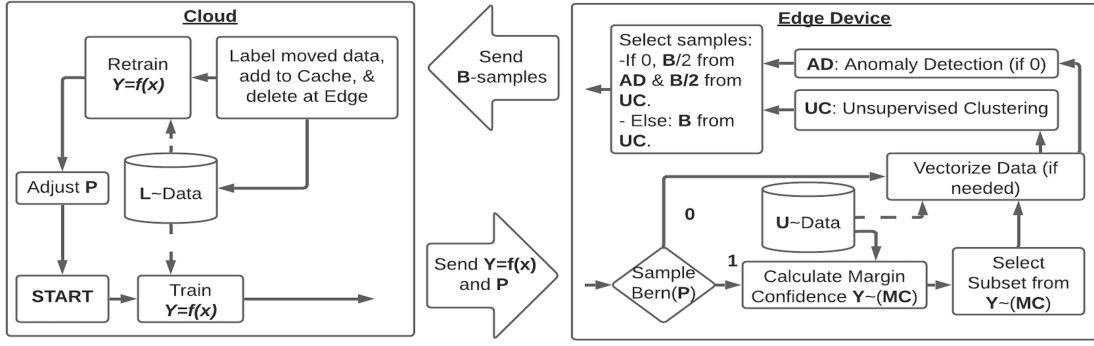 Cloud
Retrain
Y=f(x)
Label moved data,
add to Cache, &
delete at Edge
Adjust P
L~Data
START
Train
Y=f(x)
Send
B-samples
Send Y=f(x)
and P
Edge Device
Select samples:
-If 0, B/2 from
AD & B/2 from
UC.
- Else: B from
UC.
AD: Anomaly Detection (if 0)
UC: Unsupervised Clustering
Vectorize Data (if
needed)
0
U~Data
Sample
Bern(P)
1
Calculate Margin
Confidence Y~(MC)
Select
Subset from
Y~(MC)